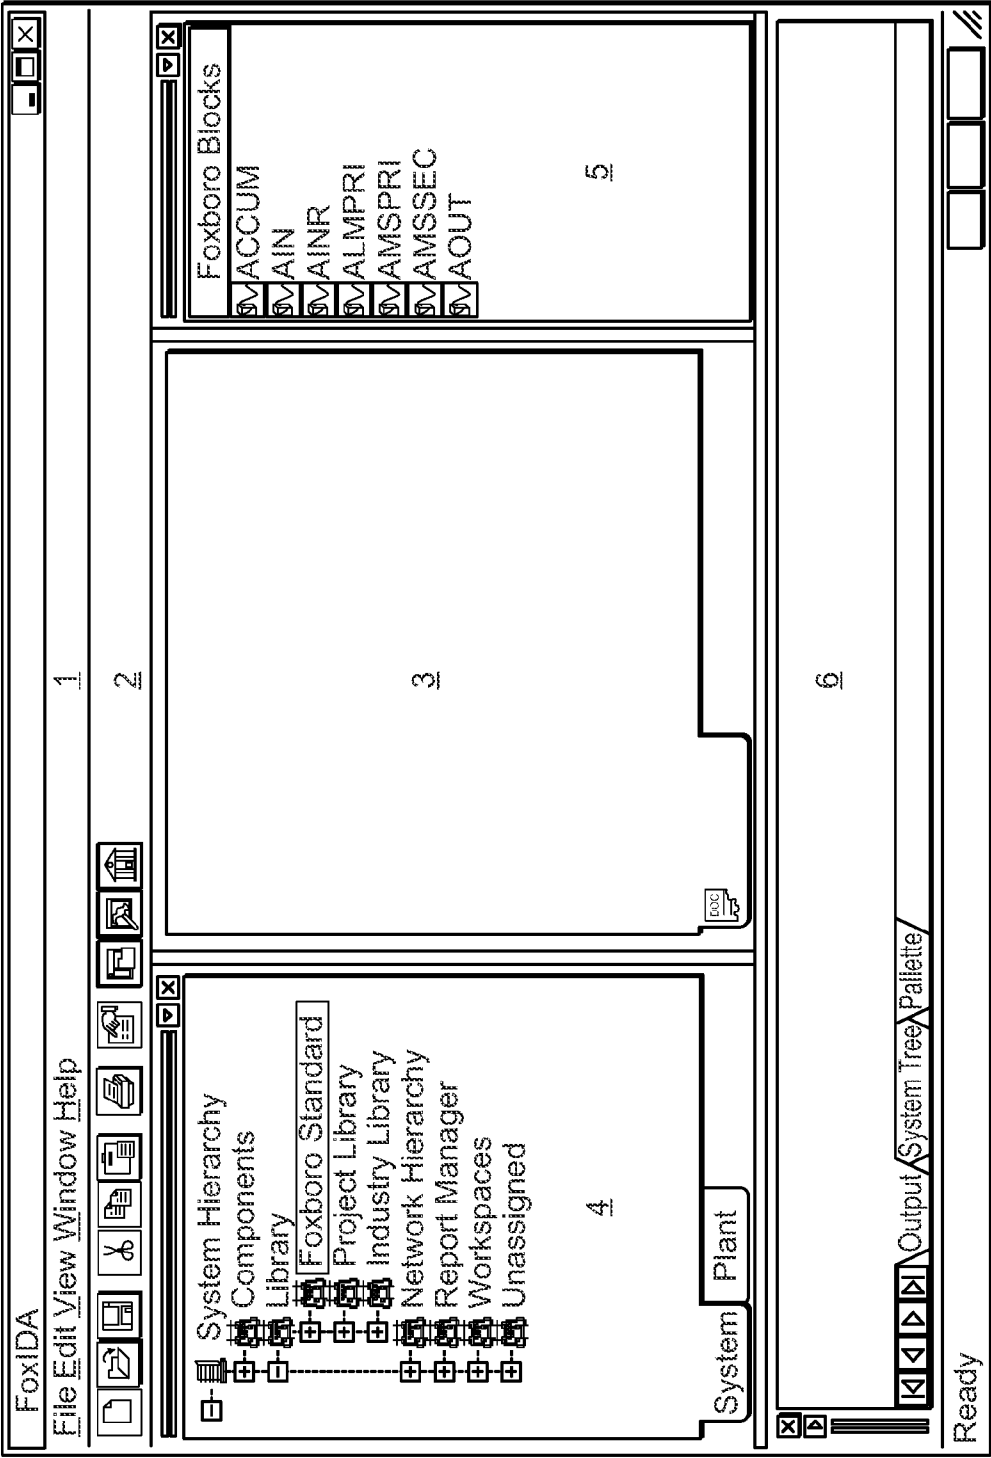 FoxIDA
File Edit View Window Help
1
2
System Hierarchy
Components
Library
Foxboro Standard
Project Library
Industry Library
Network Hierarchy
Report Manager
Workspaces
Unassigned
4
System Plant
3
DOC
Foxboro Blocks
ACCUM
AIN
AINR
ALMPRI
AMSPRI
AMSSEC
AOUT
5
6
Output System Tree Pallette
Ready